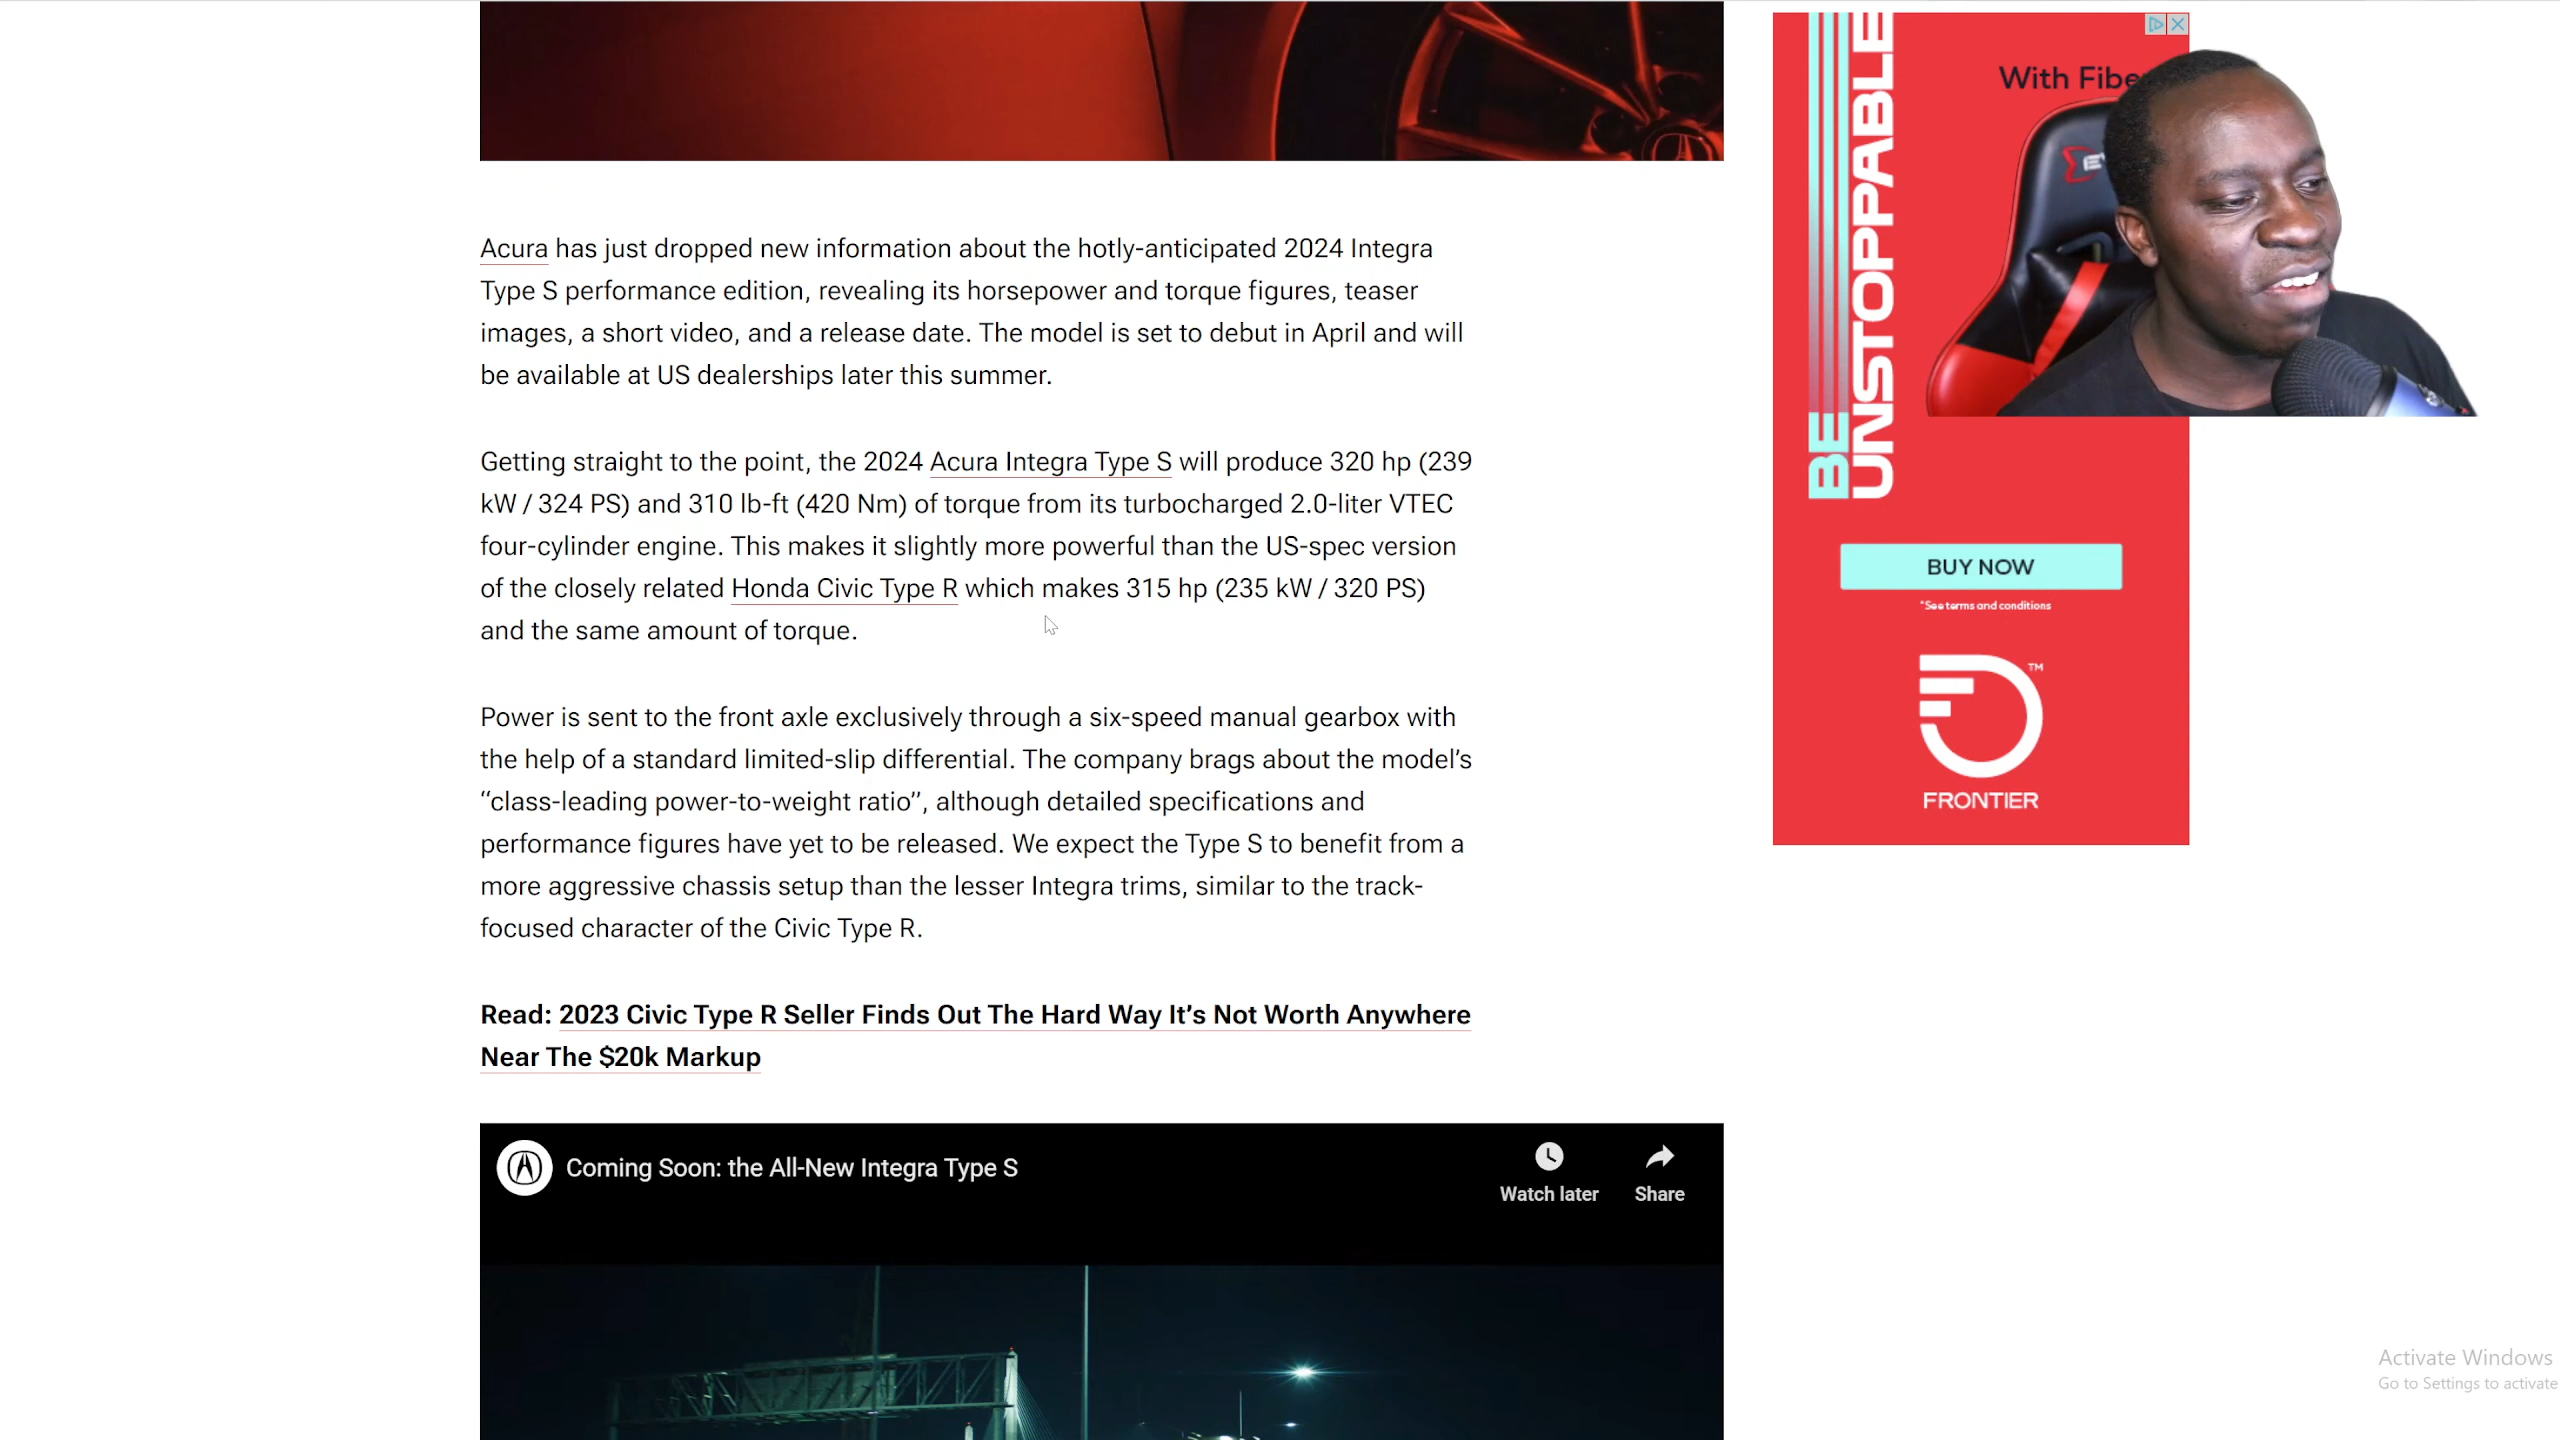 Acura has just dropped new information about the hotly-anticipated 2024 Integra
Type S performance edition, revealing its horsepower and torque figures, teaser
images, a short video, and a release date. The model is set to debut in April and will
be available at US dealerships later this summer.
Getting straight to the point, the 2024 Acura Integra Type S will produce 320 hp (239
kW / 324 PS) and 310 lb-ft (420 Nm) of torque from its turbocharged 2.0-liter VTEC
four-cylinder engine. This makes it slightly more powerful than the US-spec version
of the closely related Honda Civic Type R which makes 315 hp (235 kW / 320 PS)
and the same amount of torque.
Power is sent to the front axle exclusively through a six-speed manual gearbox with
the help of a standard limited-slip differential. The company brags about the model’s
“class-leading power-to-weight ratio”, although detailed specifications and
performance figures have yet to be released. We expect the Type S to benefit from a
more aggressive chassis setup than the lesser Integra trims, similar to the track-
focused character of the Civic Type R.
Read: 2023 Civic Type R Seller Finds Out The Hard Way It’s Not Worth Anywhere
Near The $20k Markup
Coming Soon: the All-New Integra Type S
Watch later
Share
With
BE
UNSTOPPABLE
BUY NOW
*See terms and conditions
TM
FRONTIER
Activate Windows
Go to Settings to activate